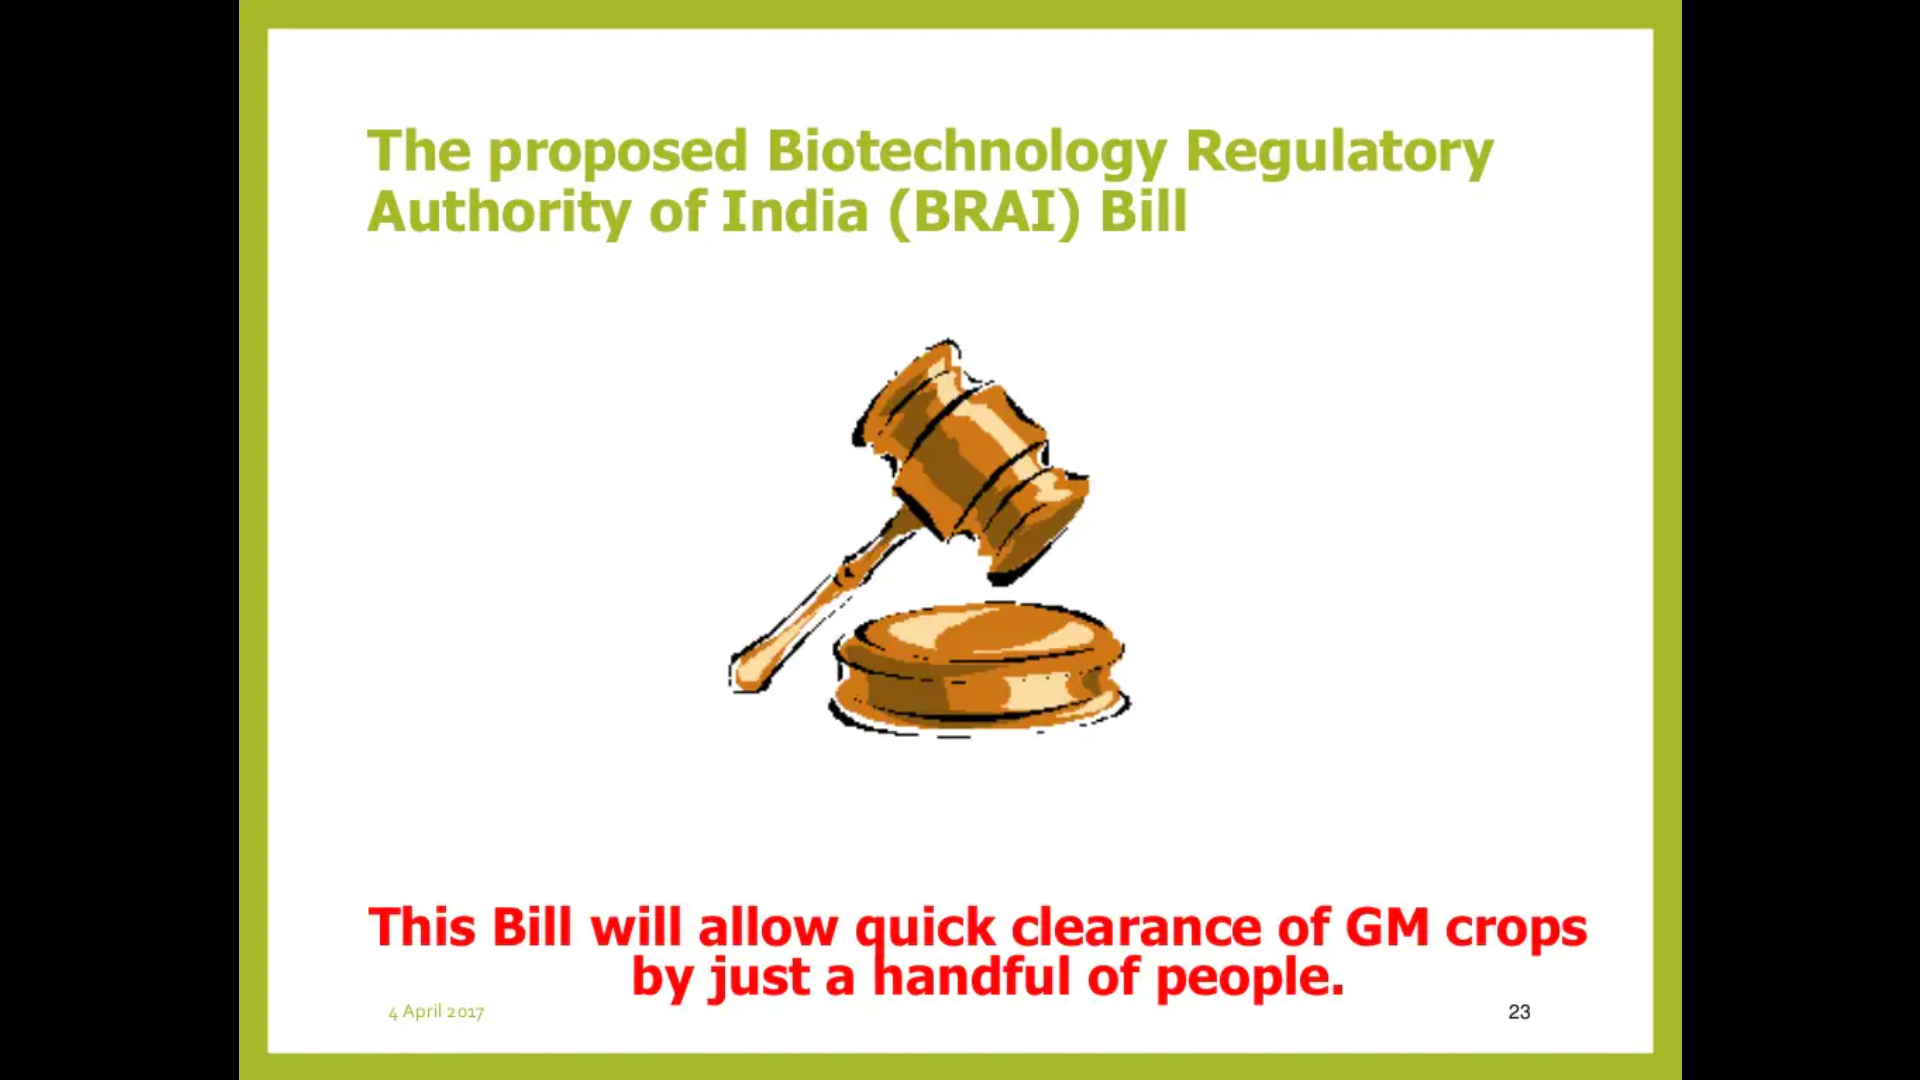 The proposed Biotechnology Regulatory
Authority of India (BRAI) Bill
This Bill will allow quick clearance of GM crops
by just a handful of people.
4 April 2017
23